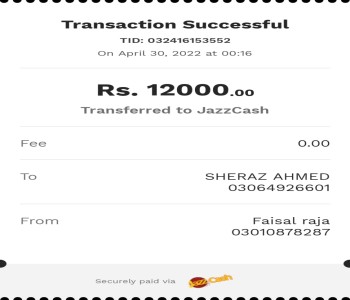 Transaction Successful
TID: 032416153552
On April 30, 2022 at 00:16
Rs. 12000.00
Transferred to JazzCash
Fee 0.00
To SHERAZ AHMED
03064926601
From Faisal raja
03010878287
Securely paid via Jazz